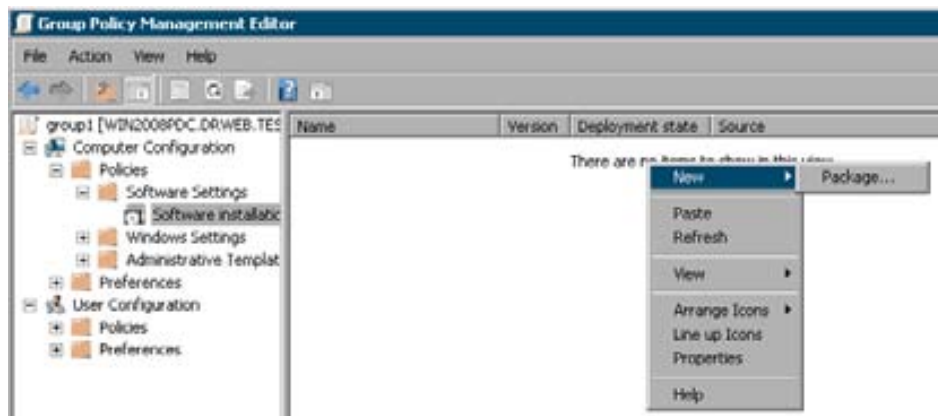 Group Policy Management Editor
File Action View Help
group1 [WIN2008PDC.DRWEB.TES
Computer Configuration
Policies
Software Settings
Software installatic
Windows Settings
Administrative Templat
Preferences
User Configuration
Policies
Preferences
Name Version Deployment state Source
There are no items to show in this view.
New Package...
Paste
Refresh
View
Arrange Icons
Line up Icons
Properties
Help